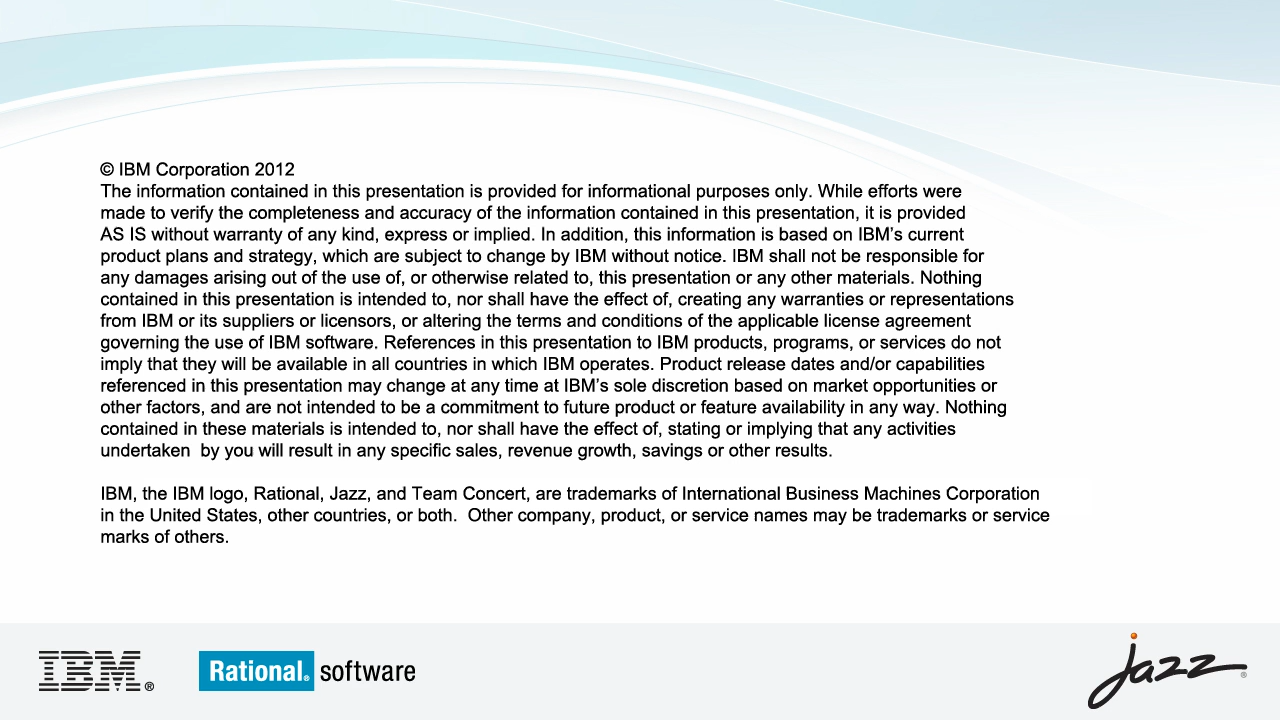 © IBM Corporation 2012
The information contained in this presentation is provided for informational purposes only. While efforts were
made to verify the completeness and accuracy of the information contained in this presentation, it is provided
AS IS without warranty of any kind, express or implied. In addition, this information is based on IBM’s current
product plans and strategy, which are subject to change by IBM without notice. IBM shall not be responsible for
any damages arising out of the use of, or otherwise related to, this presentation or any other materials. Nothing
contained in this presentation is intended to, nor shall have the effect of, creating any warranties or representations
from IBM or its suppliers or licensors, or altering the terms and conditions of the applicable license agreement
governing the use of IBM software. References in this presentation to IBM products, programs, or services do not
imply that they will be available in all countries in which IBM operates. Product release dates and/or capabilities
referenced in this presentation may change at any time at IBM’s sole discretion based on market opportunities or
other factors, and are not intended to be a commitment to future product or feature availability in any way. Nothing
contained in these materials is intended to, nor shall have the effect of, stating or implying that any activities
undertaken  by you will result in any specific sales, revenue growth, savings or other results.

IBM, the IBM logo, Rational, Jazz, and Team Concert, are trademarks of International Business Machines Corporation
in the United States, other countries, or both.  Other company, product, or service names may be trademarks or service
marks of others.
IBM® Rational® software jazz®